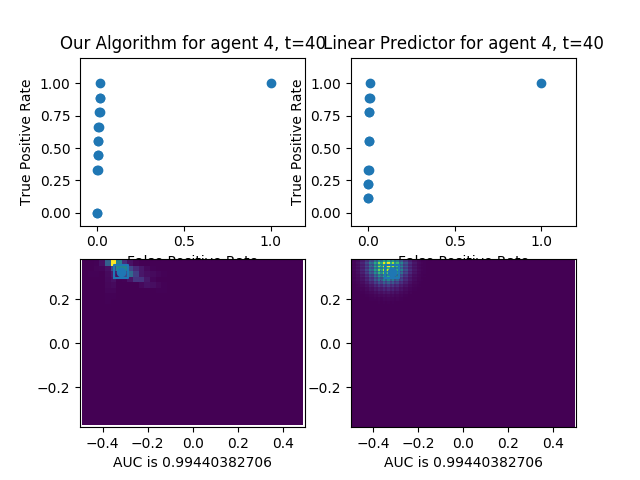 Our Algorithm for agent 4, t=40
Linear Predictor for agent 4, t=40
True Positive Rate
1.00
0.75
0.50
0.25
0.00
0.0 0.5 1.0
False Positive Rate
True Positive Rate
1.00
0.75
0.50
0.25
0.00
0.0 0.5 1.0
False Positive Rate
0.2
0.0
−0.2
−0.4 −0.2 0.0 0.2 0.4
AUC is 0.99440382706
0.2
0.0
−0.2
−0.4 −0.2 0.0 0.2 0.4
AUC is 0.99440382706